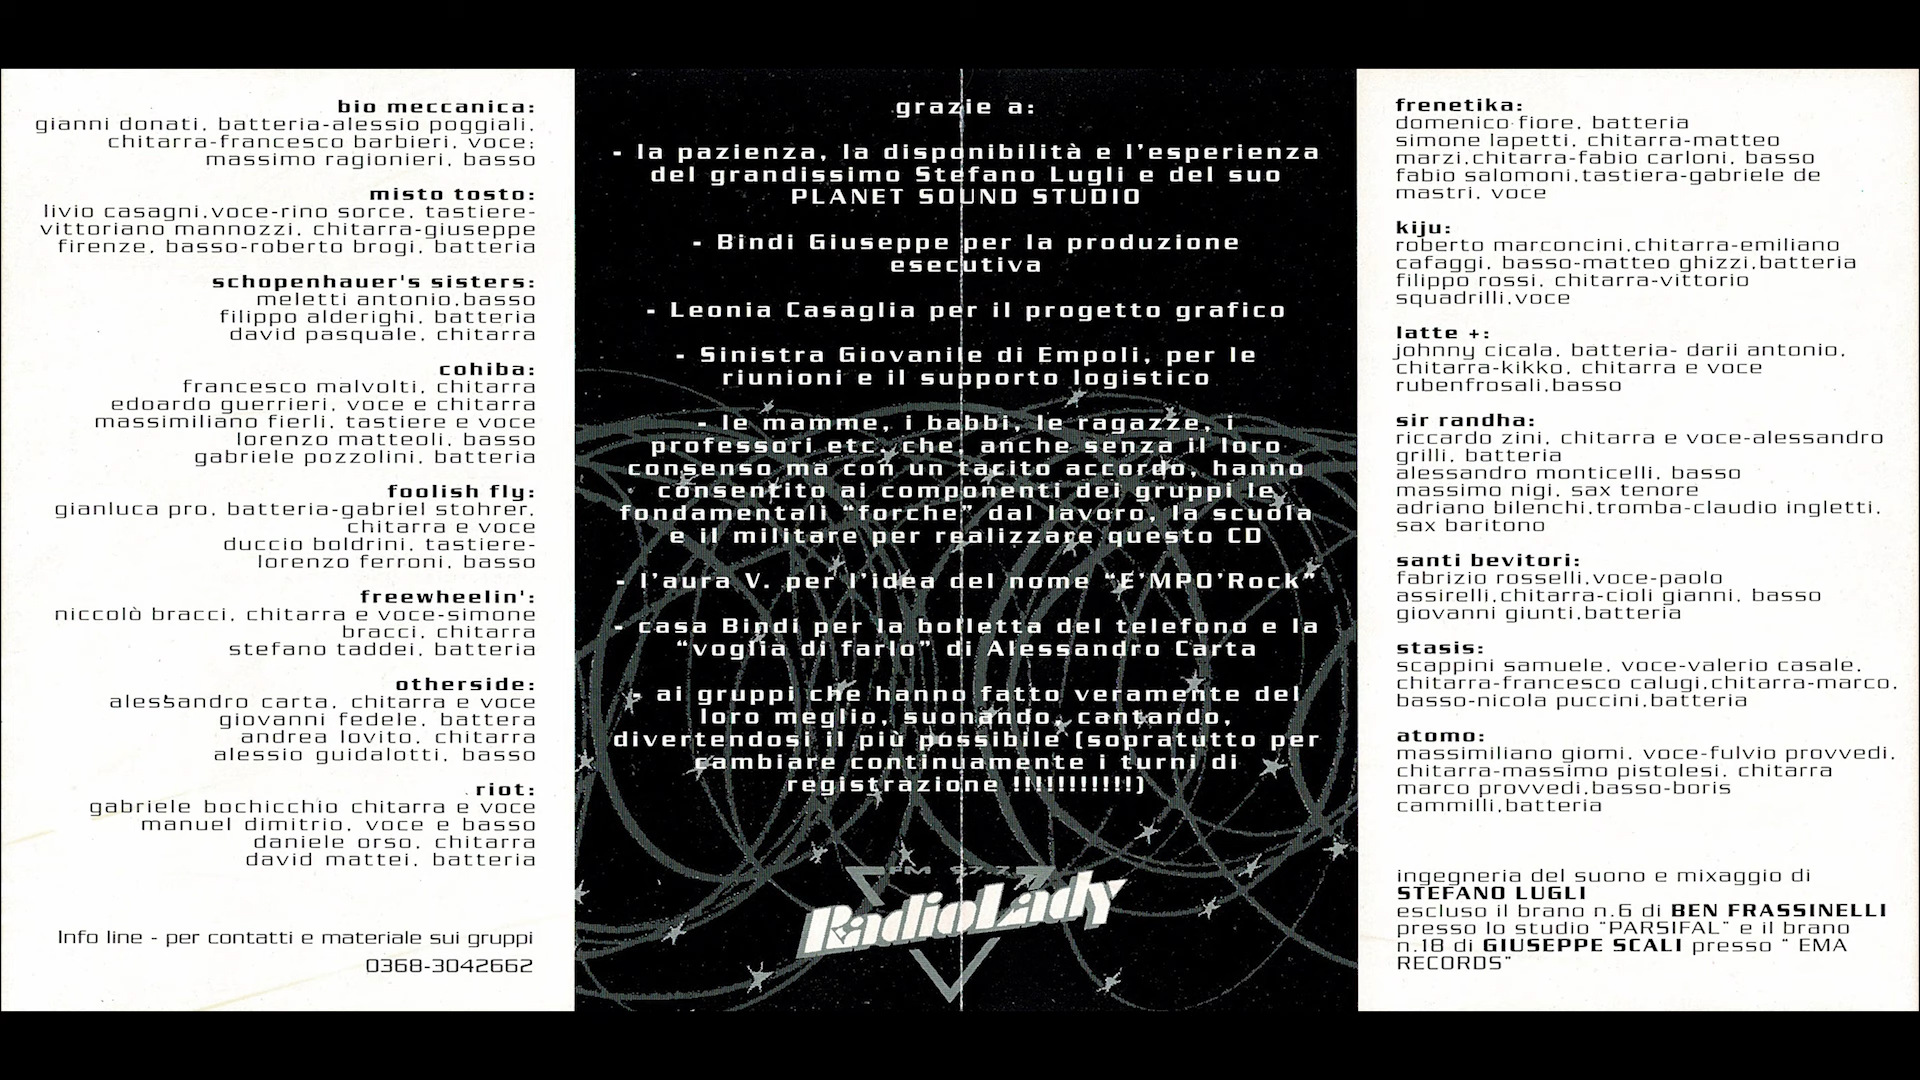 bio meccanica:
gianni donati, batteria-alessio poggiali,
chitarra-francesco barbieri, voce;
massimo ragionieri, basso
misto tosto:
livio casagni,voce-rino sorce, tastiere-
vittoriano mannozzi, chitarra-giuseppe
firenze, basso-roberto brogi, batteria
schopenhauer's sisters:
meletti antonio,basso
filippo alderighi, batteria
david pasquale, chitarra
cohiba:
francesco malvolti, chitarra
edoardo guerrieri, voce e chitarra
massimiliano fierli, tastiere e voce
lorenzo matteoli, basso
gabriele pozzolini, batteria
foolish fly:
gianluca pro, batteria-gabriel stohrer,
chitarra e voce
duccio boldrini, tastiere-
lorenzo ferroni, basso
freewheelin':
niccolò bracci, chitarra e voce-simone
bracci, chitarra
stefano taddei, batteria
otherside:
alessandro carta, chitarra e voce
giovanni fedele, battera
andrea lovito, chitarra
alessio guidalotti, basso
riot:
gabriele bochicchio chitarra e voce
manuel dimitrio, voce e basso
daniele orso, chitarra
david mattei, batteria
Info line - per contatti e materiale sui gruppi
0368-3042662
grazie a:
- la pazienza, la disponibilità e l'esperienza
del grandissimo Stefano Lugli e del suo
PLANET SOUND STUDIO
- Bindi Giuseppe per la produzione
esecutiva
- Leonia Casaglia per il progetto grafico
- Sinistra Giovanile di Empoli, per le
riunioni e il supporto logistico
- le mamme, i babbi, le ragazze, i
professori etc. che, anche senza il loro
consenso ma con un tacito accordo, hanno
consentito ai componenti dei gruppi le
fondamentali "forche" dal lavoro, la scuola
e il militare per realizzare questo CD
- l'aura V. per l'idea del nome "E'MPO'Rock"
- casa Bindi per la bolletta del telefono e la
"voglia di farlo" di Alessandro Carta
- ai gruppi che hanno fatto veramente del
loro meglio, suonando, cantando,
divertendosi il più possibile (sopratutto per
cambiare continuamente i turni di
registrazione !!!!!!!!!!!)
FM 97.7
RadioLady
frenetika:
domenico fiore, batteria
simone lapetti, chitarra-matteo
marzi,chitarra-fabio carloni, basso
fabio salomoni,tastiera-gabriele de
mastri, voce
kiju:
roberto marconcini,chitarra-emiliano
cafaggi, basso-matteo ghizzi,batteria
filippo rossi, chitarra-vittorio
squadrilli,voce
latte +:
johnny cicala, batteria- darii antonio,
chitarra-kikko, chitarra e voce
rubenfrosali,basso
sir randha:
riccardo zini, chitarra e voce-alessandro
grilli, batteria
alessandro monticelli, basso
massimo nigi, sax tenore
adriano bilenchi,tromba-claudio ingletti,
sax baritono
santi bevitori:
fabrizio rosselli,voce-paolo
assirelli,chitarra-cioli gianni, basso
giovanni giunti,batteria
stasis:
scappini samuele, voce-valerio casale,
chitarra-francesco calugi,chitarra-marco,
basso-nicola puccini,batteria
atomo:
massimiliano giomi, voce-fulvio provvedi,
chitarra-massimo pistolesi, chitarra
marco provvedi,basso-boris
cammilli,batteria
ingegneria del suono e mixaggio di
STEFANO LUGLI
escluso il brano n.6 di BEN FRASSINELLI
presso lo studio "PARSIFAL" e il brano
n.18 di GIUSEPPE SCALI presso " EMA
RECORDS"